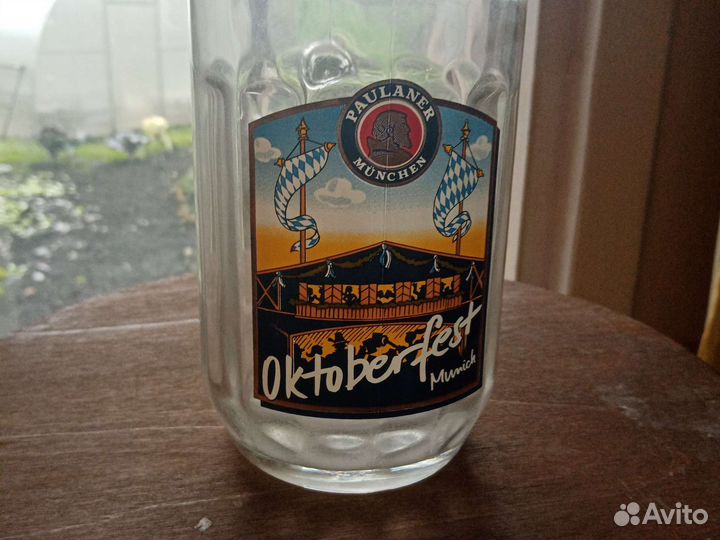 PAULANER
MÜNCHEN
Oktoberfest
Munich
Avito